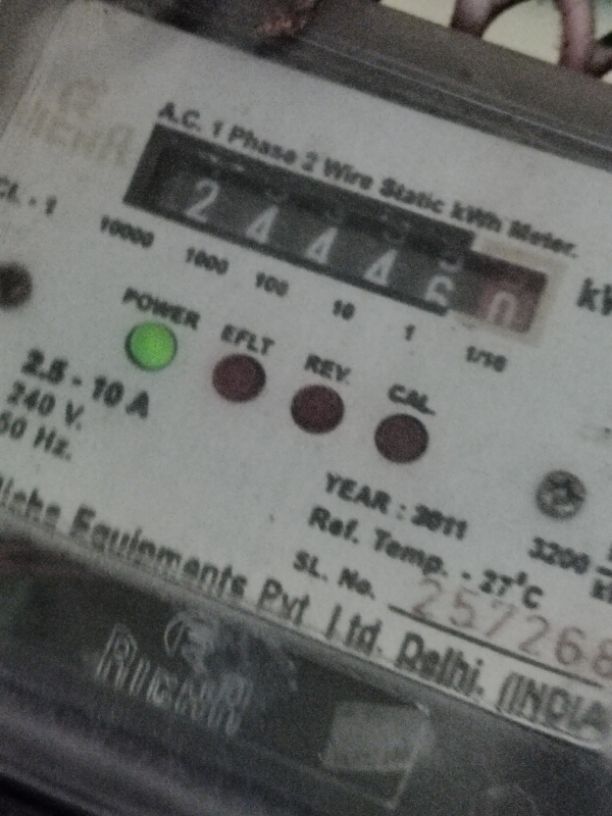 A.C. 1 Phase 2 Wire Static kWh Meter.
CL - 1
2 4 4 4 6 0
10000 1000 100 10 1 1/10
POWER EFLT REV. CAL.
2.5 - 10 A
240 V.
50 Hz.
YEAR : 2011
Ref. Temp. - 27°C
3200
SL. No. 257268
Equipments Pvt. Ltd. Delhi. (INDIA